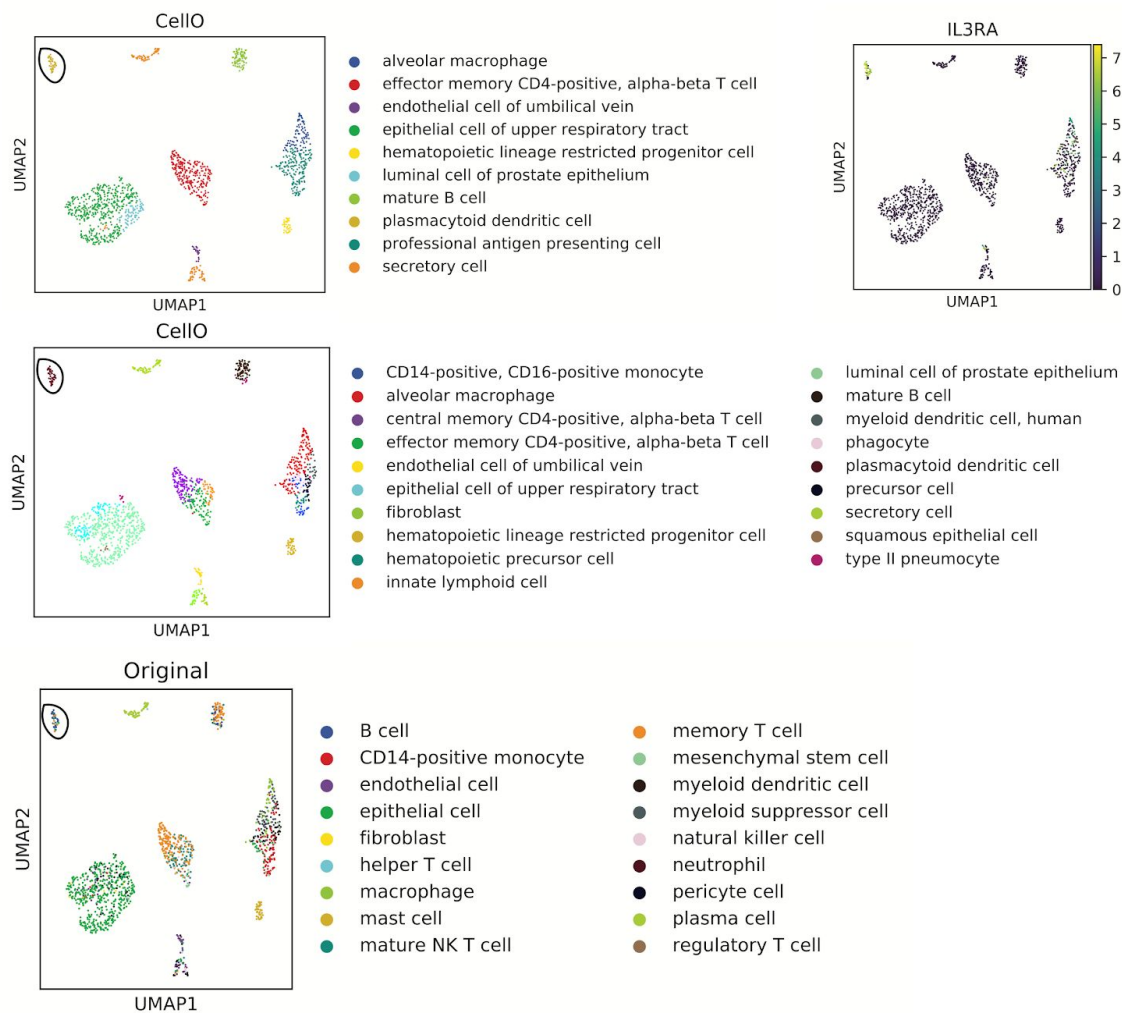 CellO
UMAP2
UMAP1
alveolar macrophage
effector memory CD4-positive, alpha-beta T cell
endothelial cell of umbilical vein
epithelial cell of upper respiratory tract
hematopoietic lineage restricted progenitor cell
luminal cell of prostate epithelium
mature B cell
plasmacytoid dendritic cell
professional antigen presenting cell
secretory cell
IL3RA
UMAP2
UMAP1
7
6
5
4
3
2
1
0
CellO
UMAP2
UMAP1
CD14-positive, CD16-positive monocyte
alveolar macrophage
central memory CD4-positive, alpha-beta T cell
effector memory CD4-positive, alpha-beta T cell
endothelial cell of umbilical vein
epithelial cell of upper respiratory tract
fibroblast
hematopoietic lineage restricted progenitor cell
hematopoietic precursor cell
innate lymphoid cell
luminal cell of prostate epithelium
mature B cell
myeloid dendritic cell, human
phagocyte
plasmacytoid dendritic cell
precursor cell
secretory cell
squamous epithelial cell
type II pneumocyte
Original
UMAP2
UMAP1
B cell
CD14-positive monocyte
endothelial cell
epithelial cell
fibroblast
helper T cell
macrophage
mast cell
mature NK T cell
memory T cell
mesenchymal stem cell
myeloid dendritic cell
myeloid suppressor cell
natural killer cell
neutrophil
pericyte cell
plasma cell
regulatory T cell